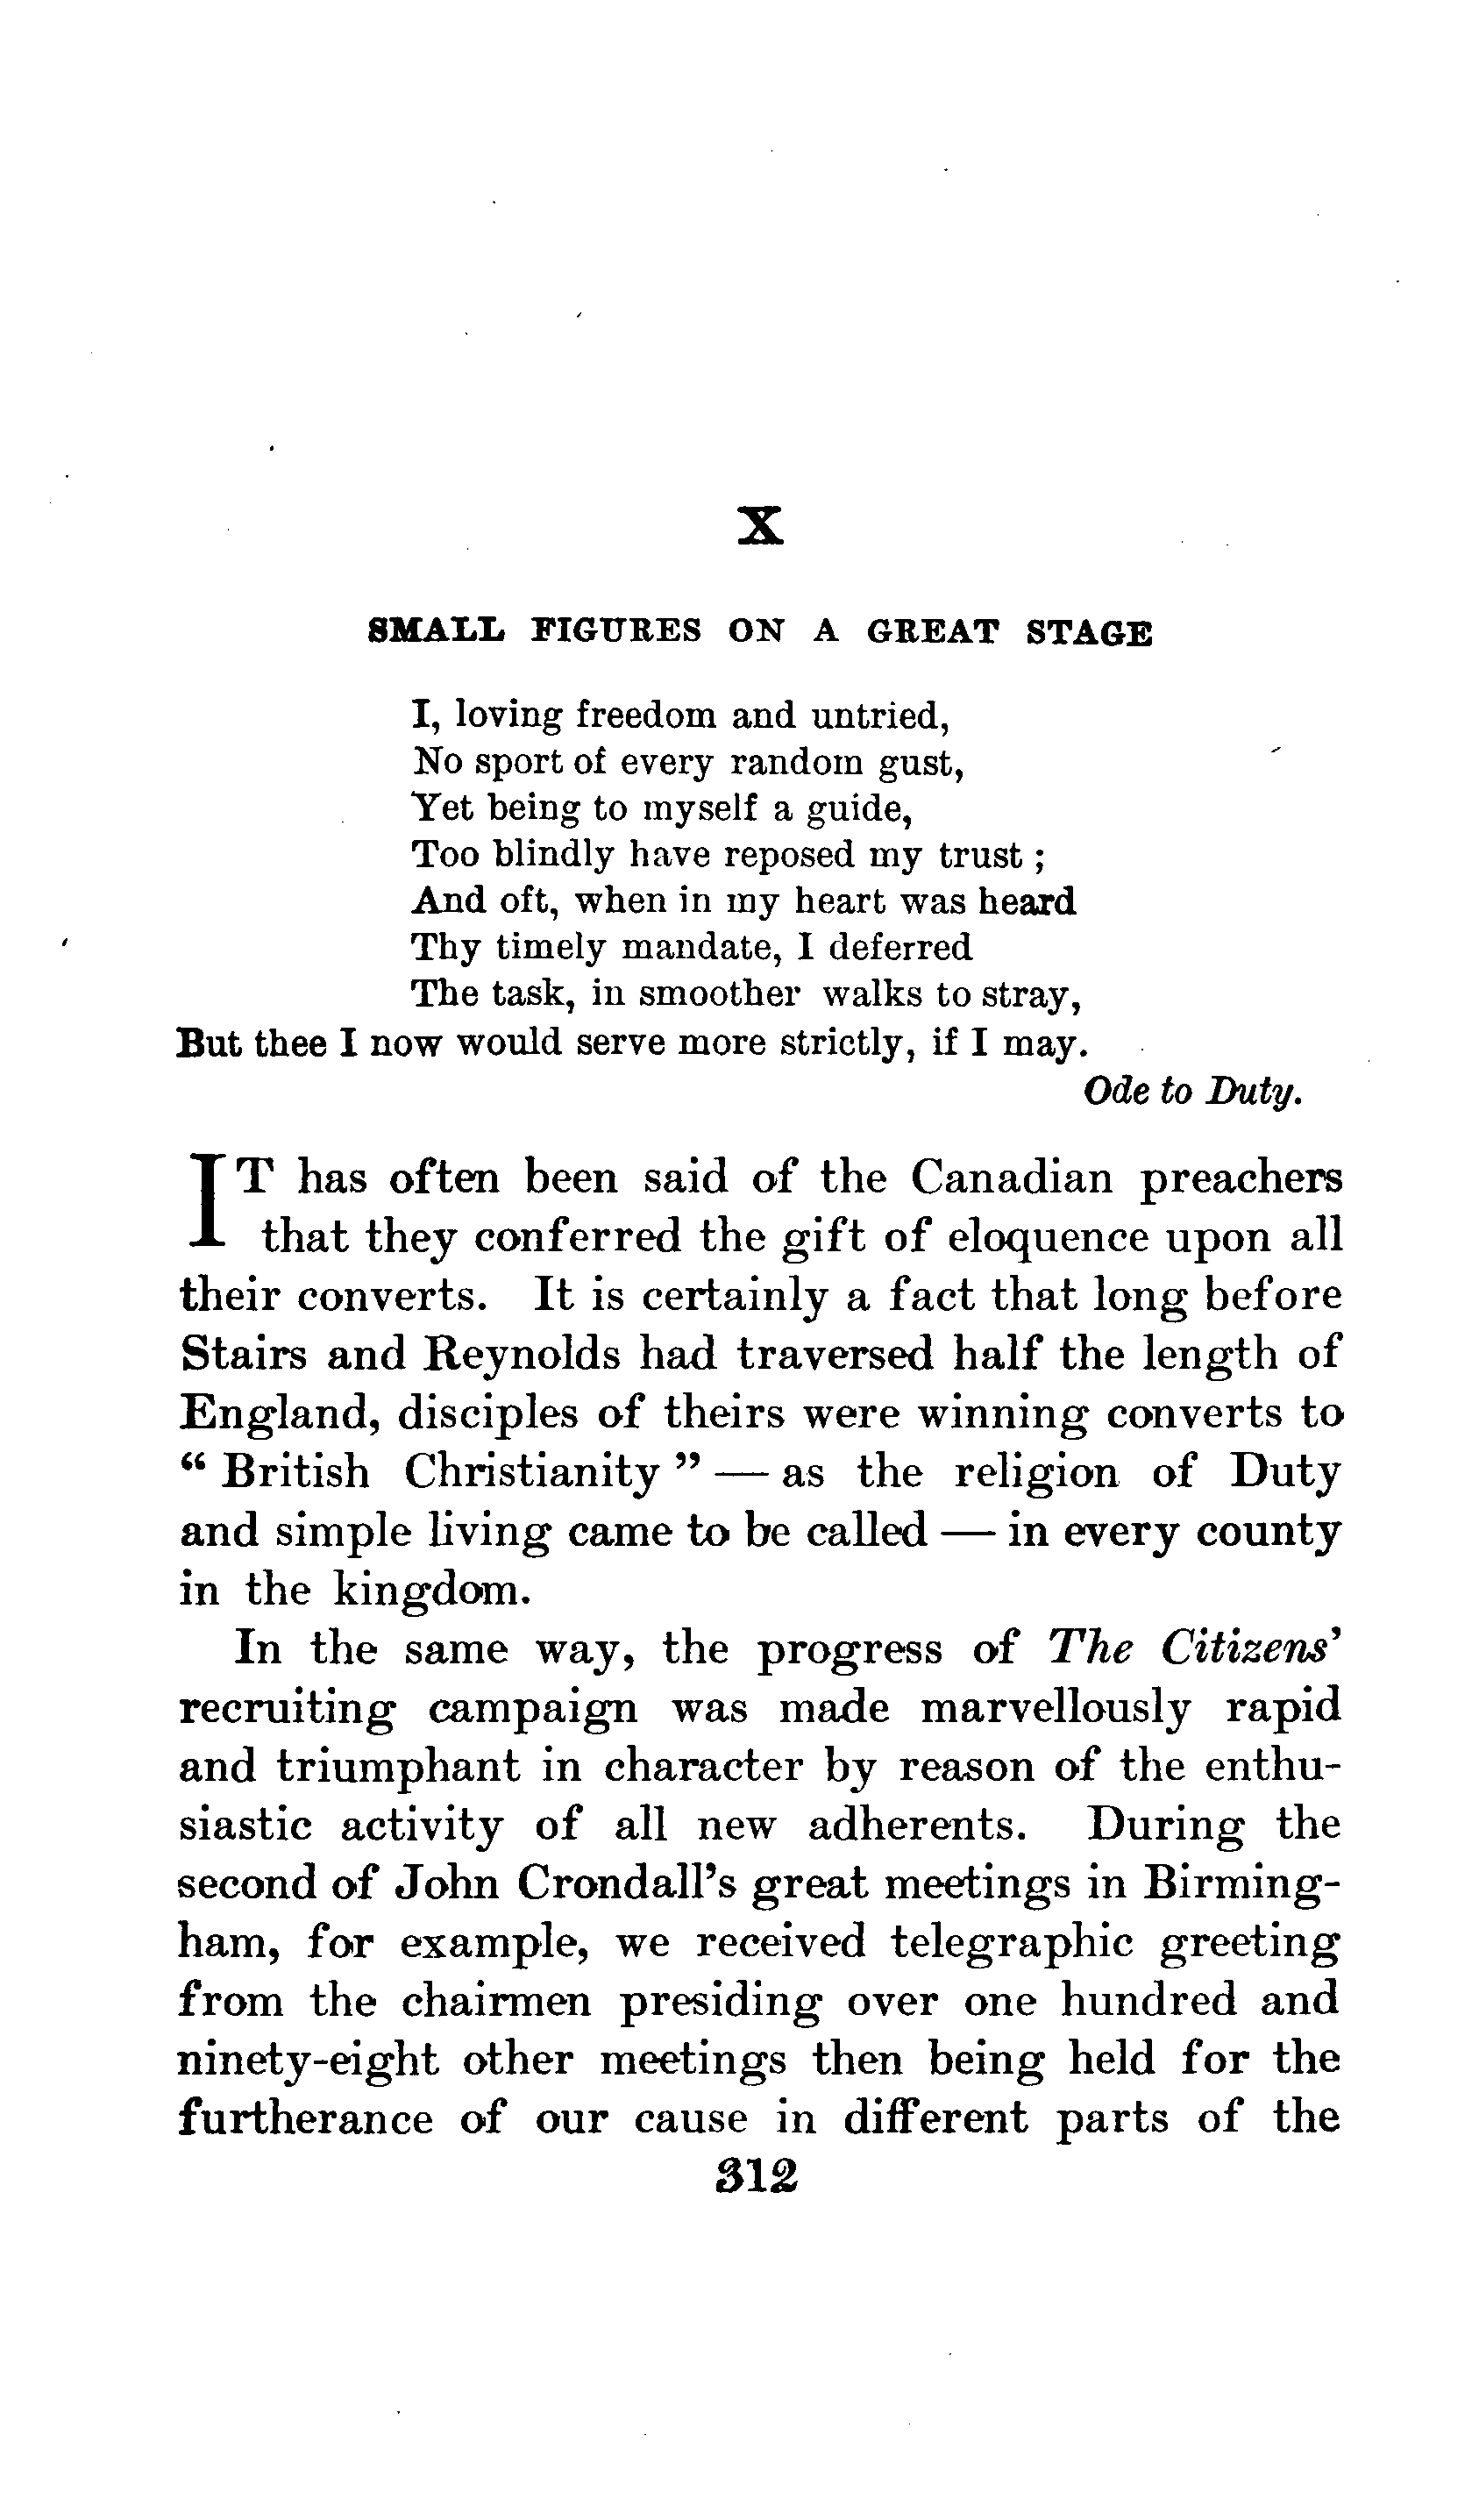 X
SMALL FIGURES ON A GREAT STAGE
I, loving freedom and untried,
No sport of every random gust,
Yet being to myself a guide,
Too blindly have reposed my trust ;
And oft, when in my heart was heard
Thy timely mandate, I deferred
The task, in smoother walks to stray,
But thee I now would serve more strictly, if I may.
Ode to Duty.
IT has often been said of the Canadian preachers
that they conferred the gift of eloquence upon all
their converts. It is certainly a fact that long before
Stairs and Reynolds had traversed half the length of
England, disciples of theirs were winning converts to
“ British Christianity ” — as the religion of Duty
and simple living came to be called — in every county
in the kingdom.
In the same way, the progress of The Citizens’
recruiting campaign was made marvellously rapid
and triumphant in character by reason of the enthu-
siastic activity of all new adherents. During the
second of John Crondall’s great meetings in Birming-
ham, for example, we received telegraphic greeting
from the chairmen presiding over one hundred and
ninety-eight other meetings then being held for the
furtherance of our cause in different parts of the
312